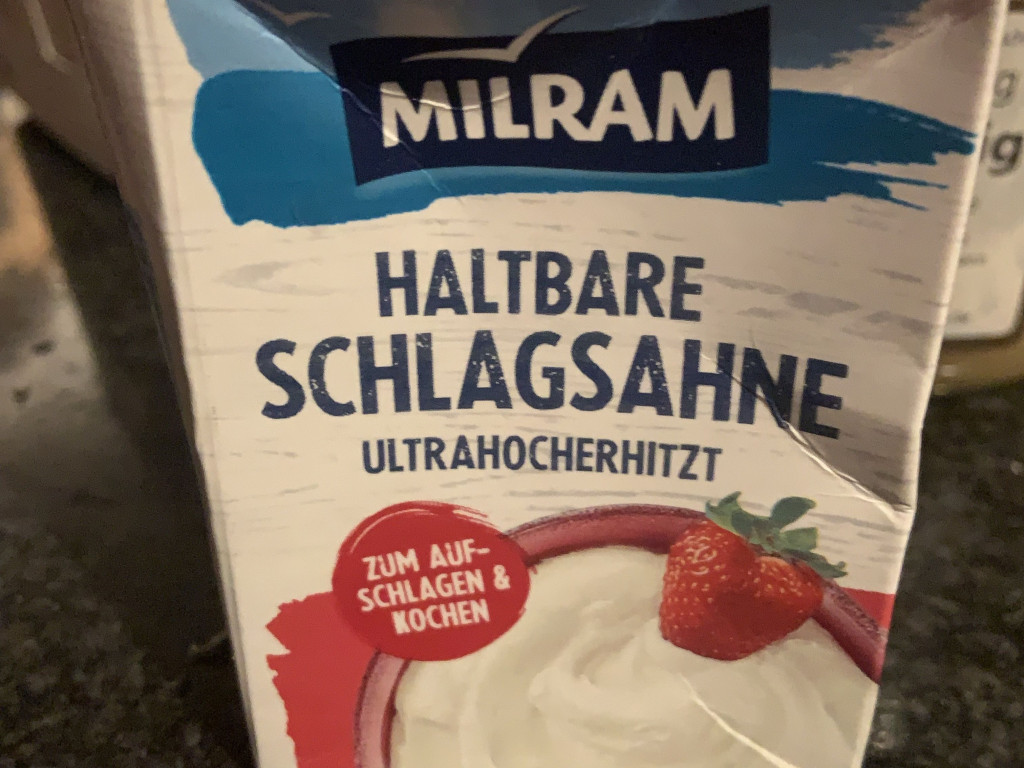 MILRAM
HALTBARE
SCHLAGSAHNE
ULTRAHOCHERHITZT
ZUM AUF-
SCHLAGEN &
KOCHEN